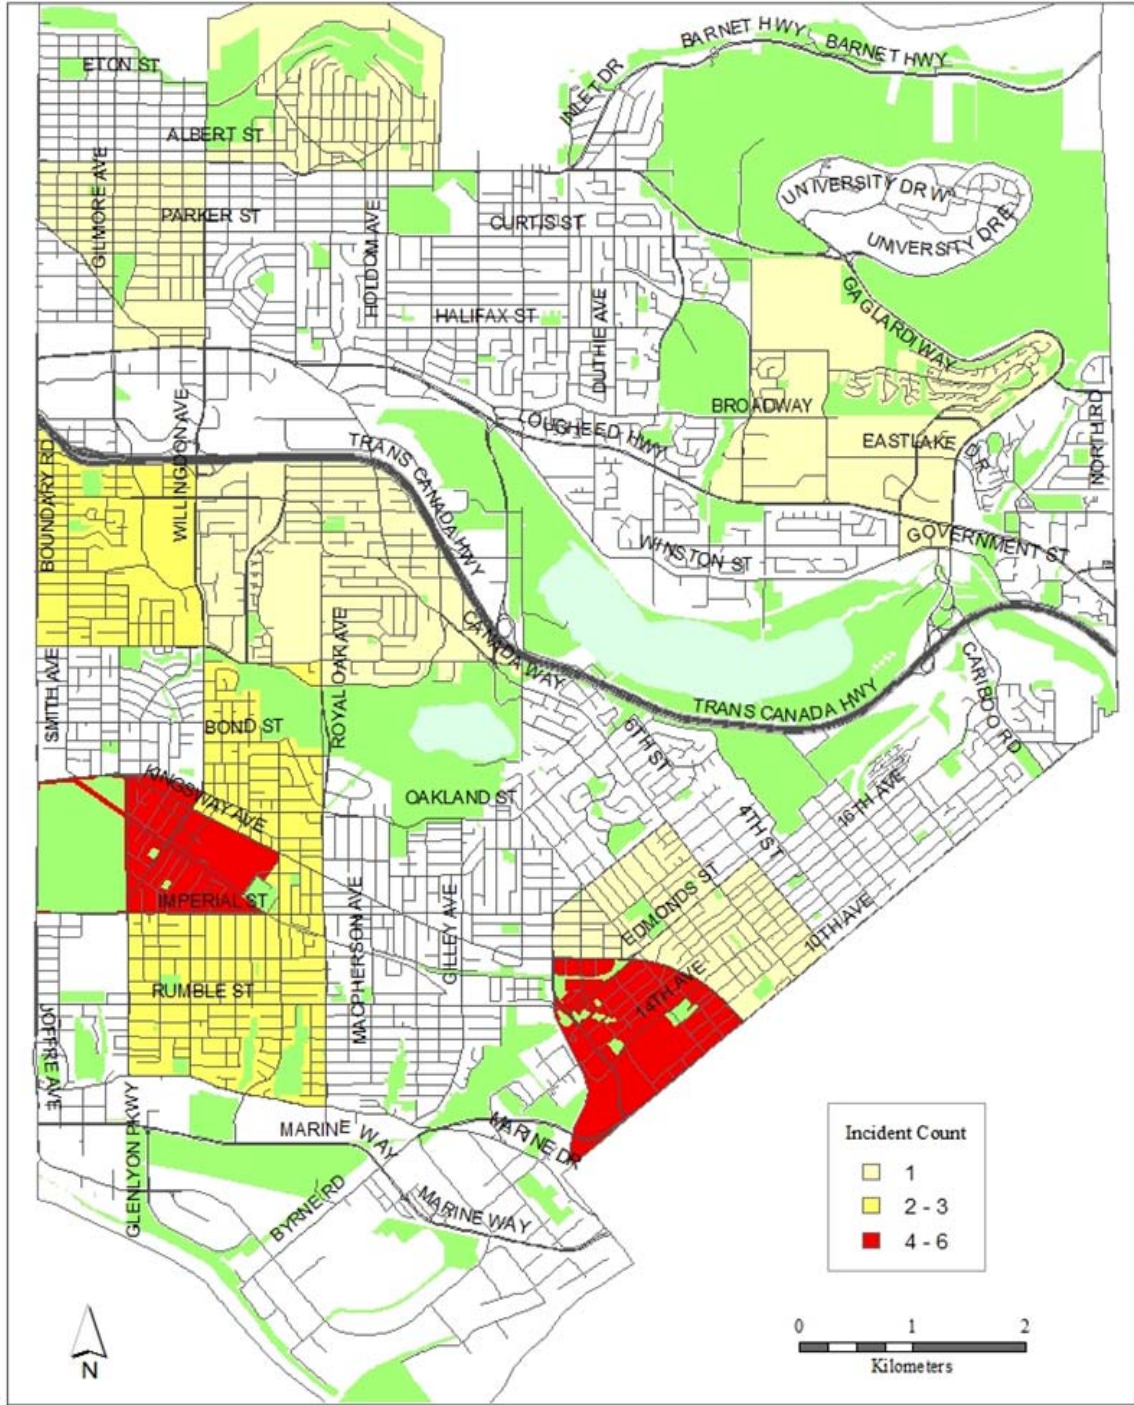 BARNET HWY
BARNET HWY
ETON ST
INLET DR
ALBERT ST
GILMORE AVE
PARKER ST
HOLDOM AVE
CURTIS ST
UNIVERSITY DR W
UNIVERSITY DR E
HALIFAX ST
DUTHIE AVE
GAGLARDI WAY
BROADWAY
LOUGHEED HWY
EASTLAKE DR
NORTH RD
WILLINGDON AVE
TRANS CANADA HWY
BOUNDARY RD
WINSTON ST
GOVERNMENT ST
ROYAL OAK AVE
CANADA WAY
SMITH AVE
BOND ST
TRANS CANADA HWY
CARIBOO RD
6TH ST
KINGSWAY AVE
OAKLAND ST
4TH ST
16TH AVE
IMPERIAL ST
MACPHERSON AVE
GILLEY AVE
EDMONDS ST
10TH AVE
RUMBLE ST
14TH AVE
JOFFRE AVE
GLENLYON PKWY
MARINE WAY
MARINE DR
BYRNE RD
MARINE WAY
Incident Count
1
2 - 3
4 - 6
N
0 1 2
Kilometers